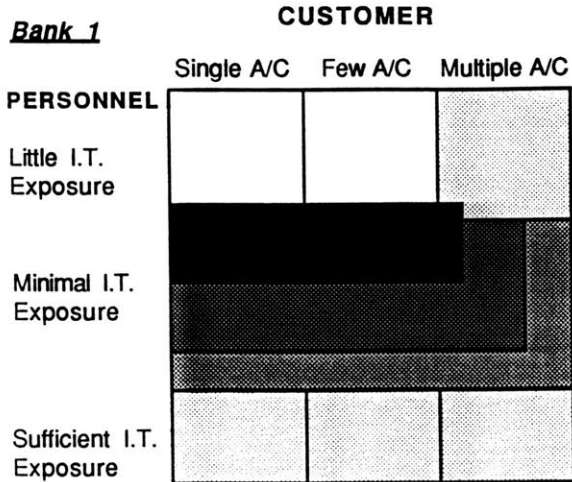 CUSTOMER
Bank 1
Single A/C Few A/C Multiple A/C
PERSONNEL
Little I.T.
Exposure
Minimal I.T.
Exposure
Sufficient I.T.
Exposure